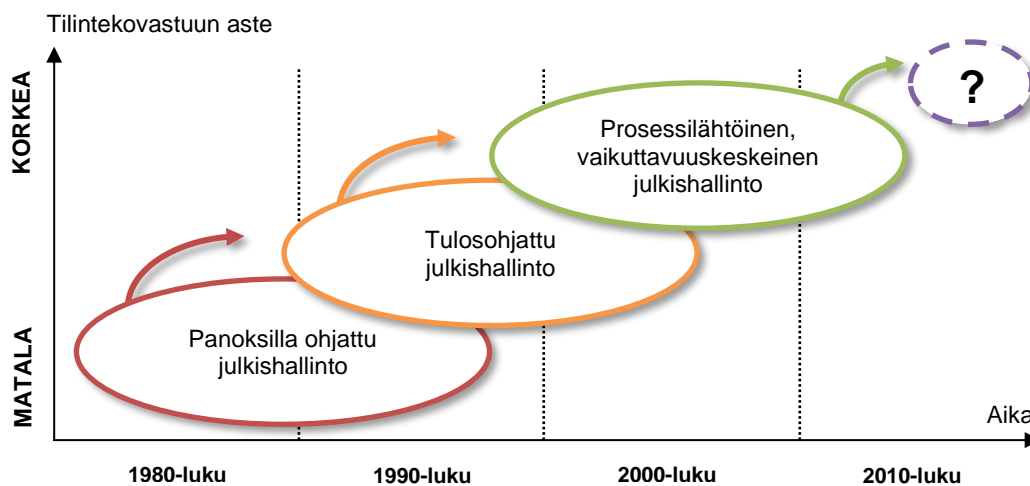 Tilintekovastuun aste
KORKEA
MATALA
?
Prosessilähtöinen,
vaikuttavuuskeskeinen
julkishallinto
Tulosohjattu
julkishallinto
Panoksilla ohjattu
julkishallinto
Aika
1980-luku
1990-luku
2000-luku
2010-luku